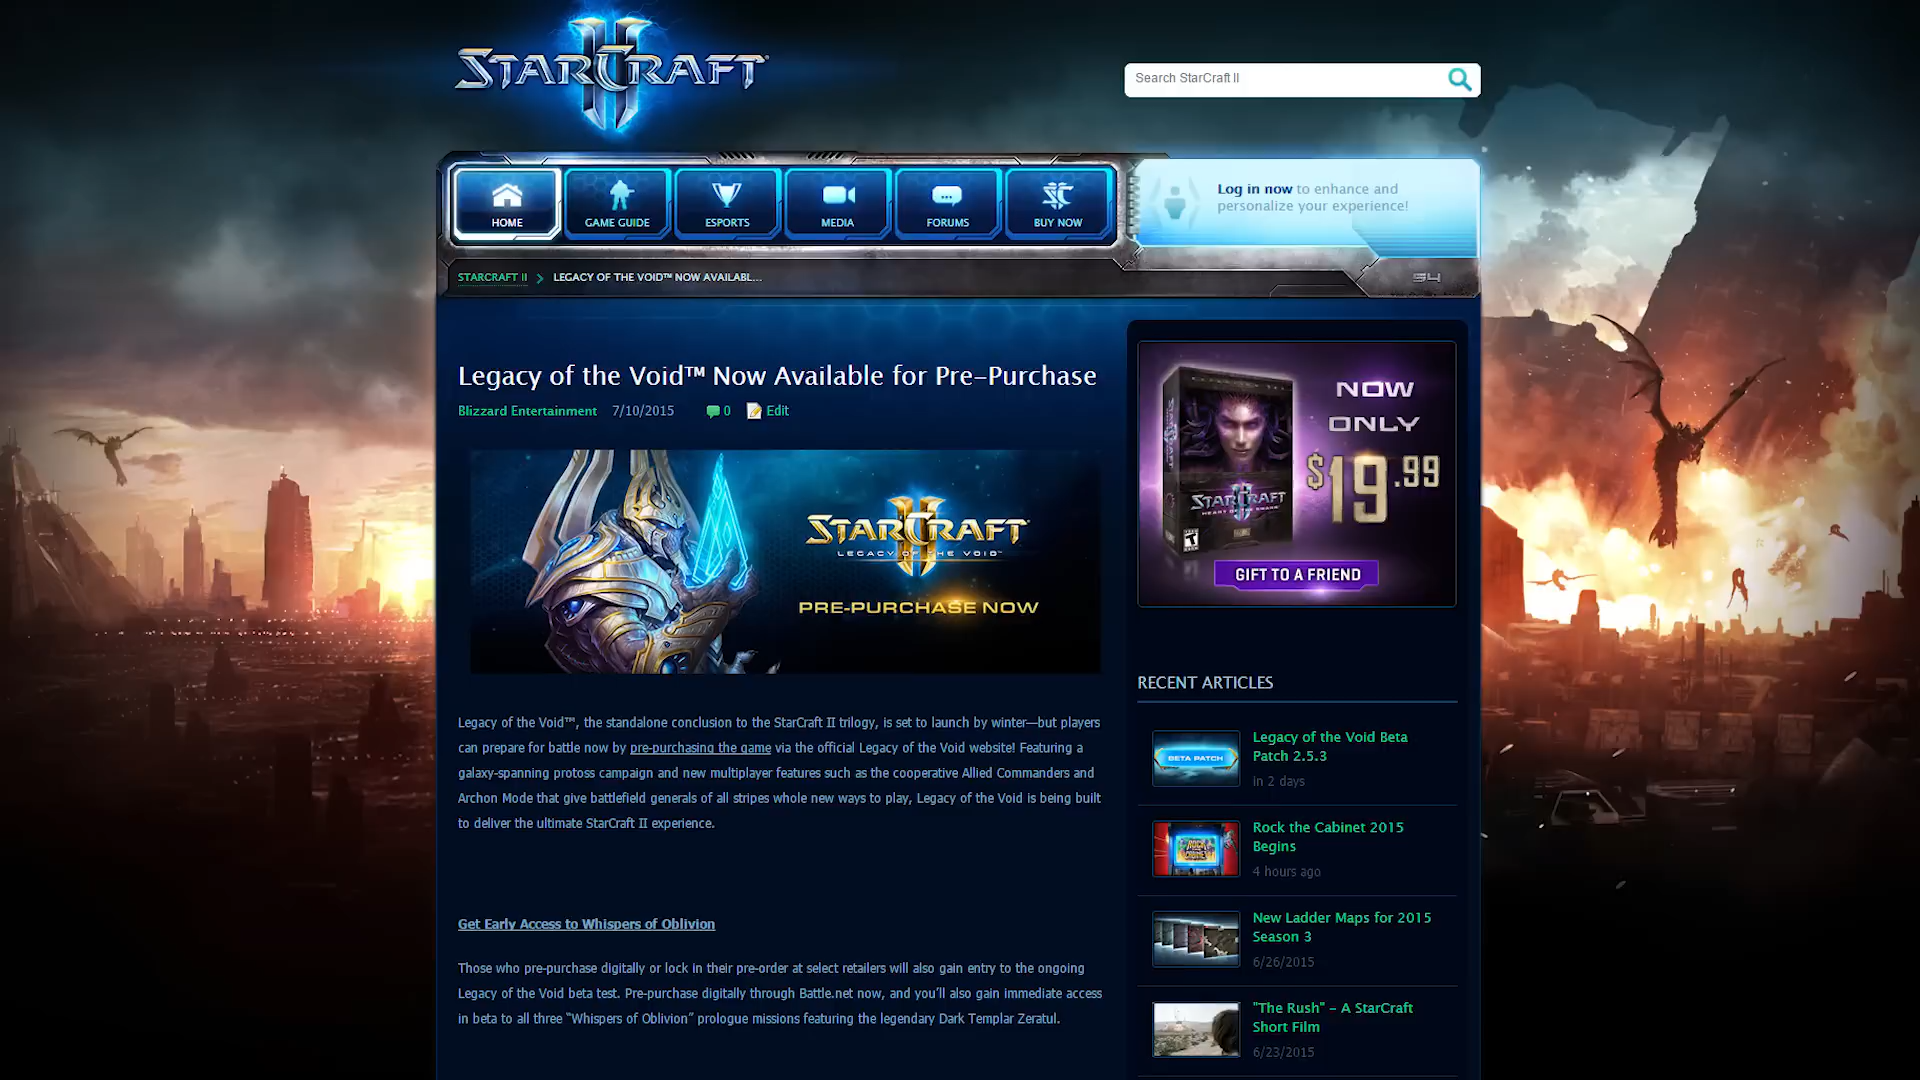 STARCRAFT II
Search StarCraft II
HOME
GAME GUIDE
ESPORTS
MEDIA
FORUMS
BUY NOW
Log in now to enhance and
personalize your experience!
STARCRAFT II > LEGACY OF THE VOID™ NOW AVAILABL...
Legacy of the Void™ Now Available for Pre-Purchase
Blizzard Entertainment 7/10/2015 0 Edit
STARCRAFT II
LEGACY OF THE VOID™
PRE-PURCHASE NOW
Legacy of the Void™, the standalone conclusion to the StarCraft II trilogy, is set to launch by winter—but players
can prepare for battle now by pre-purchasing the game via the official Legacy of the Void website! Featuring a
galaxy-spanning protoss campaign and new multiplayer features such as the cooperative Allied Commanders and
Archon Mode that give battlefield generals of all stripes whole new ways to play, Legacy of the Void is being built
to deliver the ultimate StarCraft II experience.
Get Early Access to Whispers of Oblivion
Those who pre-purchase digitally or lock in their pre-order at select retailers will also gain entry to the ongoing
Legacy of the Void beta test. Pre-purchase digitally through Battle.net now, and you’ll also gain immediate access
in beta to all three “Whispers of Oblivion” prologue missions featuring the legendary Dark Templar Zeratul.
STARCRAFT II
HEART OF THE SWARM
NOW
ONLY
$19.99
GIFT TO A FRIEND
RECENT ARTICLES
BETA PATCH
Legacy of the Void Beta
Patch 2.5.3
in 2 days
ROCK THE CABINET
Rock the Cabinet 2015
Begins
4 hours ago
New Ladder Maps for 2015
Season 3
6/26/2015
"The Rush" – A StarCraft
Short Film
6/23/2015